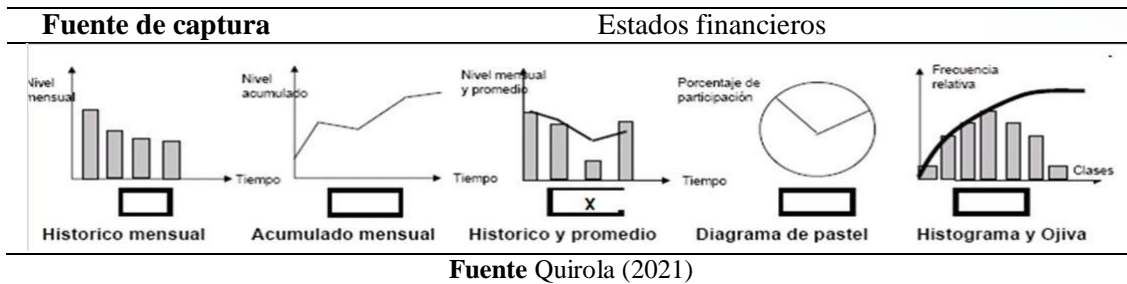 Fuente de captura Estados financieros
Nivel mensual
Tiempo
Historico mensual
Nivel acumulado
Tiempo
Acumulado mensual
Nivel mensual y promedio
Tiempo
X
Historico y promedio
Porcentaje de participación
Diagrama de pastel
Frecuencia relativa
Clases
Histograma y Ojiva
Fuente Quirola (2021)